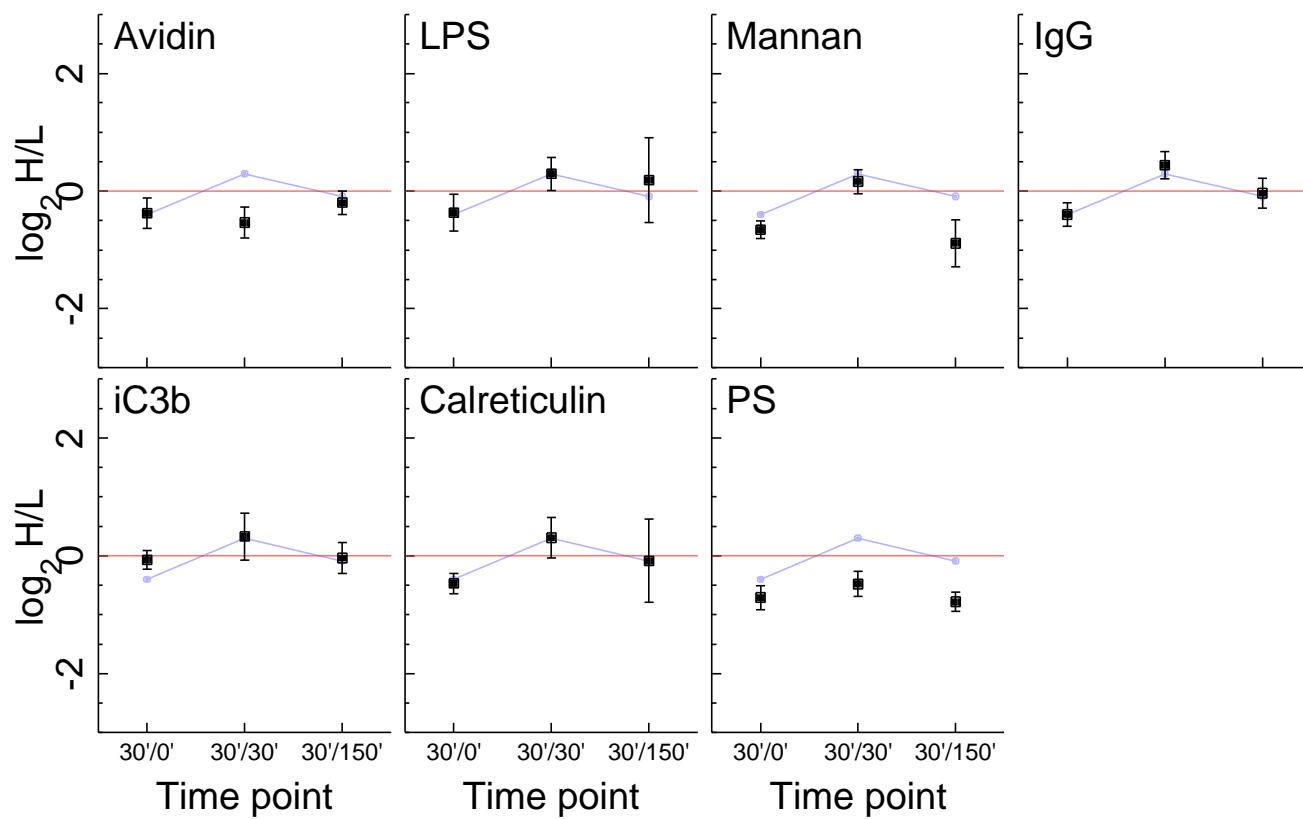 Avidin
LPS
Mannan
IgG
log2 H/L
2
0
-2
iC3b
Calreticulin
PS
log2 H/L
2
0
-2
30'/0' 30'/30' 30'/150'
30'/0' 30'/30' 30'/150'
30'/0' 30'/30' 30'/150'
Time point
Time point
Time point